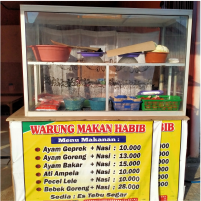 WARUNG MAKAN HABIB
IB
Menu Makanan :
Ayam Geprek + Nasi : 10.000
Ayam Goreng + Nasi : 13.000
Ayam Bakar + Nasi : 15.000
Ati Ampela + Nasi : 10.000
Pecel Lele + Nasi : 10.000
Bebek Goreng + Nasi : 25.000
Sedia : Es Tebu Segar